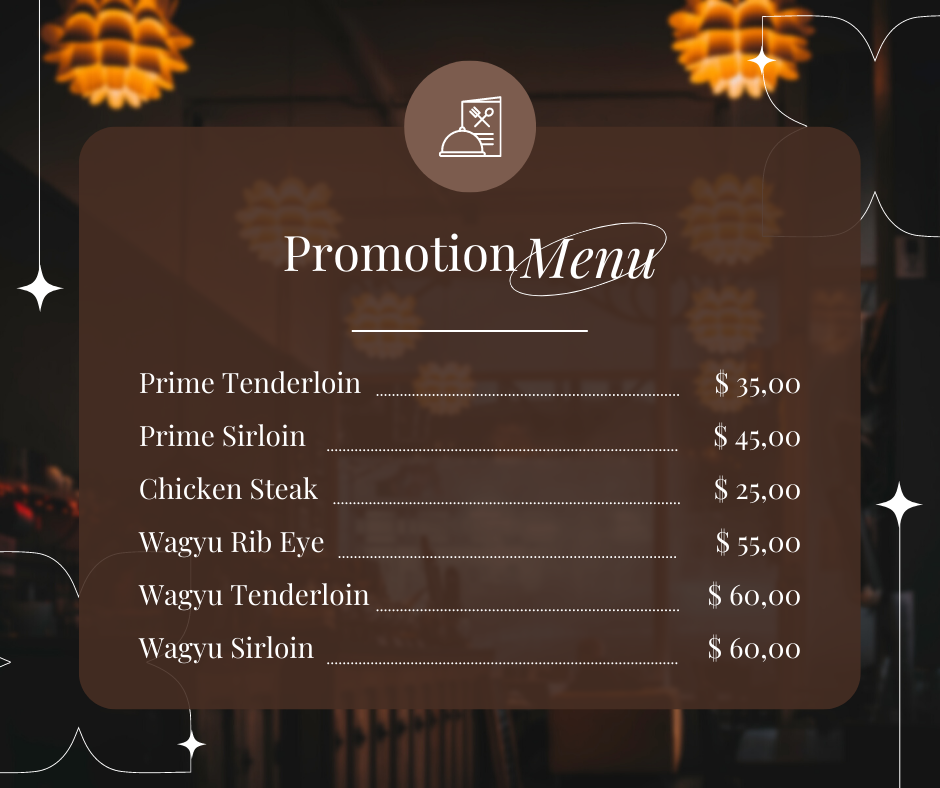 Promotion Menu
Prime Tenderloin $ 35,00
Prime Sirloin $ 45,00
Chicken Steak $ 25,00
Wagyu Rib Eye $ 55,00
Wagyu Tenderloin $ 60,00
Wagyu Sirloin $ 60,00